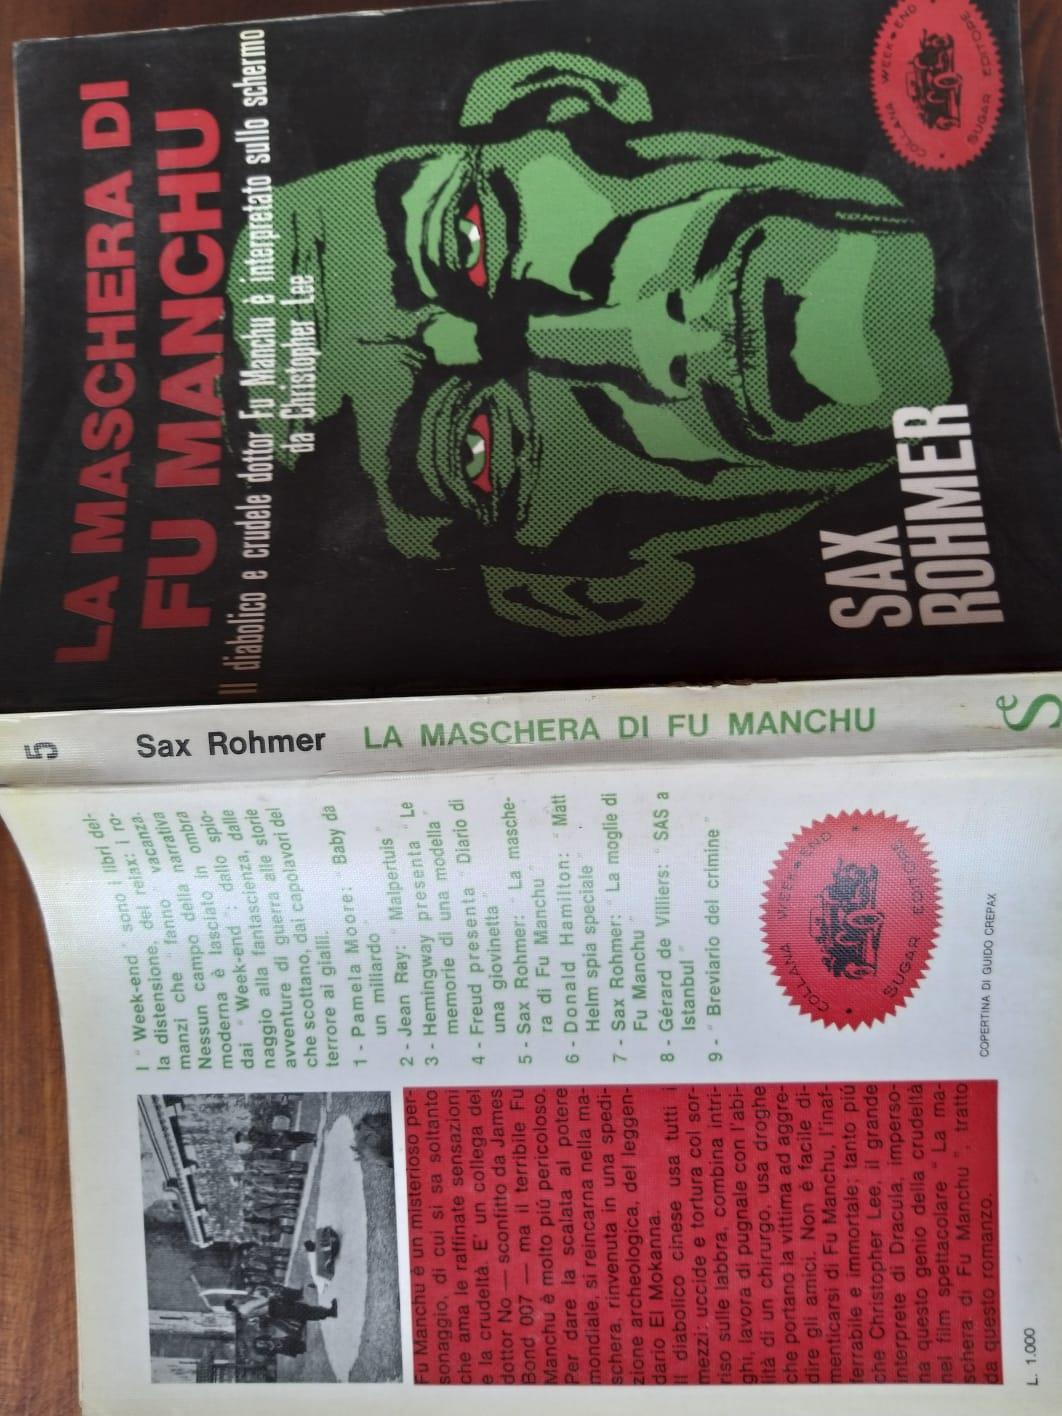 LA MASCHERA DI
FU MANCHU
Il diabolico e crudele dottor Fu Manchu è interpretato sullo schermo
da Christopher Lee
COLLANA WEEK • END
SUGAR EDITORE
SAX
ROHMER
5
Sax Rohmer LA MASCHERA DI FU MANCHU
Se
I " Week-end " sono i libri del-
la distensione, del " vacanza.
manzi che " fanno narrativa
Nessun campo della narrativa
moderna è lasciato in ombra
dai " Week-end ": dallo spio-
naggio alla fantascienza, dalle
avventure di guerra alle storie
che scottano, dai capolavori del
terrore ai gialli.
1 - Pamela Moore: " Baby da
un miliardo "
2 - Jean Ray: " Malpertuis "
3 - Hemingway presenta " Le
memorie di una modella "
4 - Freud presenta " Diario di
una giovinetta "
5 - Sax Rohmer: " La masche-
ra di Fu Manchu "
6 - Donald Hamilton: " Matt
Helm spia speciale "
7 - Sax Rohmer: " La moglie di
Fu Manchu "
8 - Gérard de Villiers: " SAS a
Istanbul "
9 - " Breviario del crimine "
COLLANA WEEK • END
SUGAR EDITORE
COPERTINA DI GUIDO CREPAX
Fu Manchu è un misterioso per-
sonaggio, di cui si sa soltanto
che ama le raffinate sensazioni
e la crudeltà. E' un collega del
dottor No — sconfitto da James
Bond 007 — ma il terribile Fu
Manchu è molto più pericoloso.
Per dare la scalata al potere
mondiale, si reincarna nella ma-
schera, rinvenuta in una spedi-
zione archeologica, del leggen-
dario El Mokanna.
Il diabolico cinese usa tutti i
mezzi: uccide e tortura col sor-
riso sulle labbra, combina intri-
ghi, lavora di pugnale con l'abi-
lità di un chirurgo, usa droghe
che portano la vittima ad aggre-
dire gli amici. Non è facile di-
menticarsi di Fu Manchu, l'inaf-
ferrabile e immortale; tanto più
che Christopher Lee, il grande
interprete di Dracula, imperso-
na questo genio della crudeltà
nel film spettacolare " La ma-
schera di Fu Manchu ", tratto
da questo romanzo.
L. 1.000